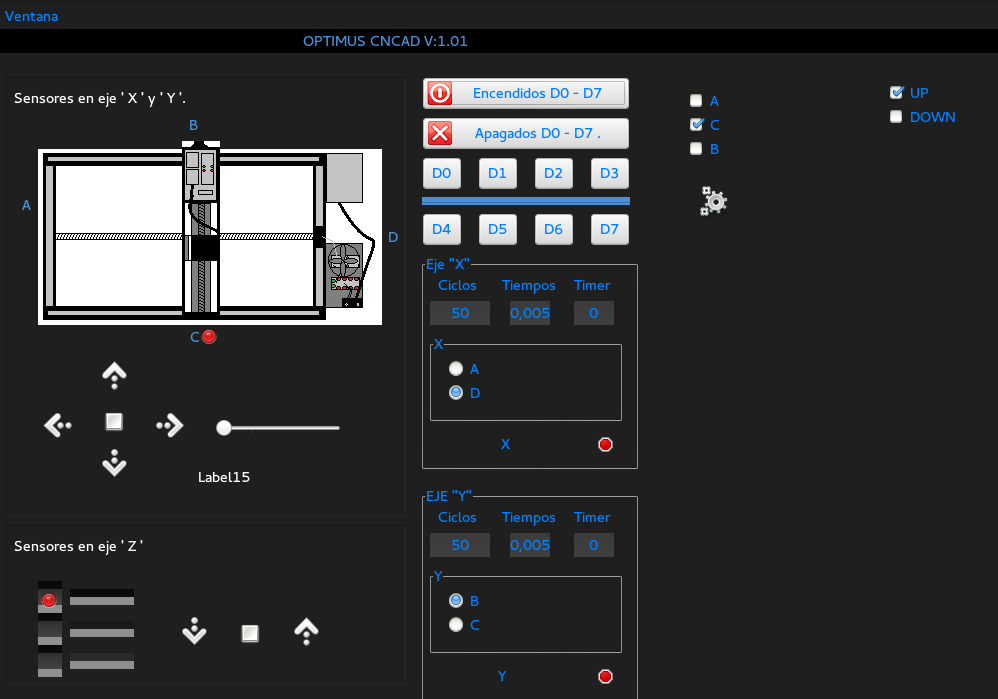 Ventana
OPTIMUS CNCAD V:1.01
Sensores en eje ' X ' y ' Y '.
B
A
D
C
Label15
Sensores en eje ' Z '
Encendidos D0 - D7
Apagados D0 - D7 .
D0 D1 D2 D3
D4 D5 D6 D7
Eje "X"
Ciclos Tiempos Timer
50 0,005 0
X
A
D
X
EJE "Y"
Ciclos Tiempos Timer
50 0,005 0
Y
B
C
Y
A
C
B
UP
DOWN